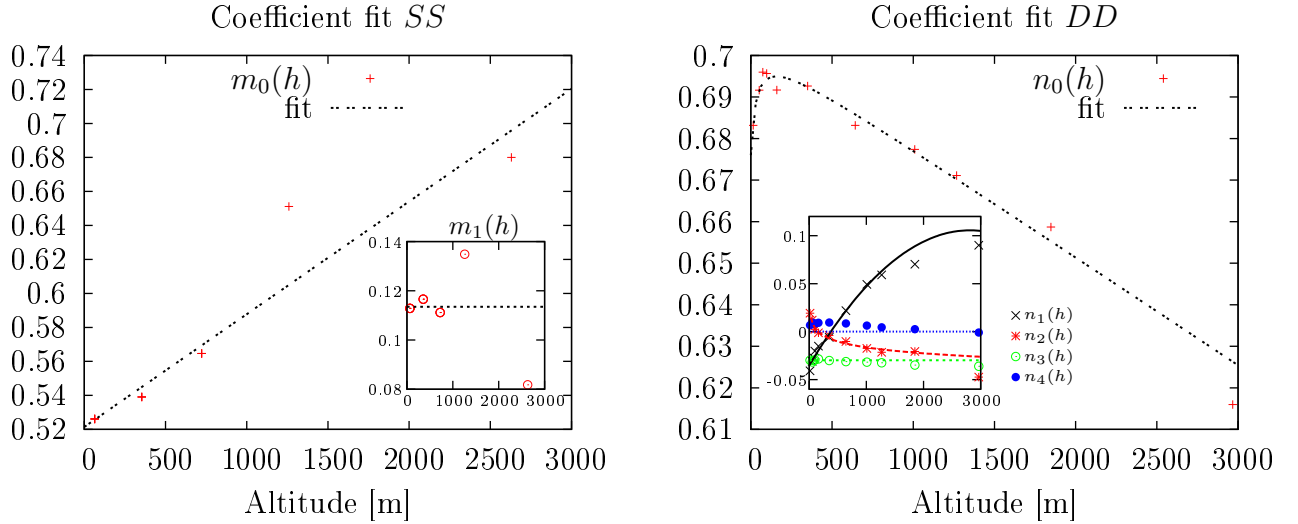 Coefficient fit SS
0.74
0.72
0.7
0.68
0.66
0.64
0.62
0.6
0.58
0.56
0.54
0.52
0 500 1000 1500 2000 2500 3000
Altitude [m]
m₀(h)
fit
m₁(h)
0.14
0.12
0.1
0.08
0 1000 2000 3000
Coefficient fit DD
0.7
0.69
0.68
0.67
0.66
0.65
0.64
0.63
0.62
0.61
0 500 1000 1500 2000 2500 3000
Altitude [m]
n₀(h)
fit
0.1
0.05
0
-0.05
0 1000 2000 3000
n₁(h)
n₂(h)
n₃(h)
n₄(h)